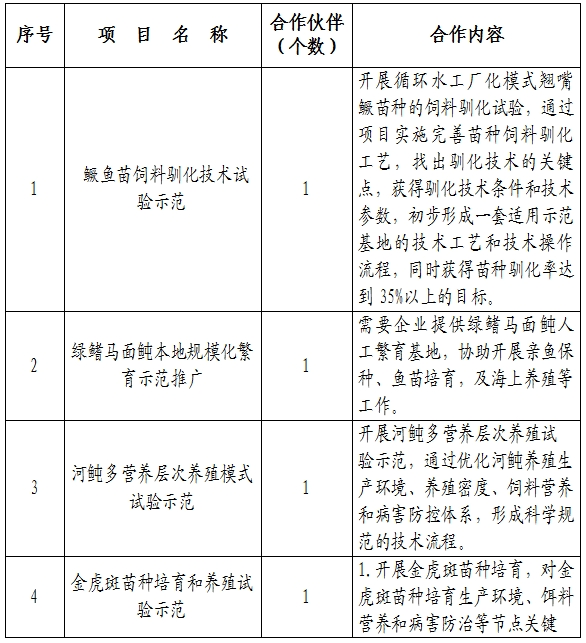 序号
项 目 名 称
合作伙伴
（个数）
合作内容
1
鳜鱼苗饲料驯化技术试
验示范
1
开展循环水工厂化模式翘嘴
鳜苗种的饲料驯化试验，通过
项目实施完善苗种饲料驯化
工艺，找出驯化技术的关键
点，获得驯化技术条件和技术
参数，初步形成一套适用示范
基地的技术工艺和技术操作
流程，同时获得苗种驯化率达
到 35%以上的目标。
2
绿鳍马面鲀本地规模化繁
育示范推广
1
需要企业提供绿鳍马面鲀人
工繁育基地，协助开展亲鱼保
种、鱼苗培育，及海上养殖等
工作。
3
河鲀多营养层次养殖模式
试验示范
1
开展河鲀多营养层次养殖试
验示范，通过优化河鲀养殖生
产环境、养殖密度、饲料营养
和病害防控体系，形成科学规
范的技术流程。
4
金虎斑苗种培育和养殖试
验示范
1
1.开展金虎斑苗种培育，对金
虎斑苗种培育生产环境、饵料
营养和病害防治等节点关键